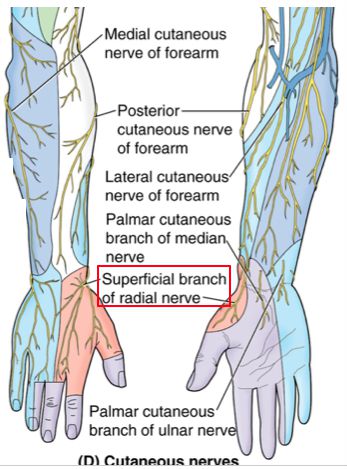 Medial cutaneous
nerve of forearm
Posterior
cutaneous nerve
of forearm
Lateral cutaneous
nerve of forearm
Palmar cutaneous
branch of median
nerve
Superficial branch
of radial nerve
Palmar cutaneous
branch of ulnar nerve
(D) Cutaneous nerves